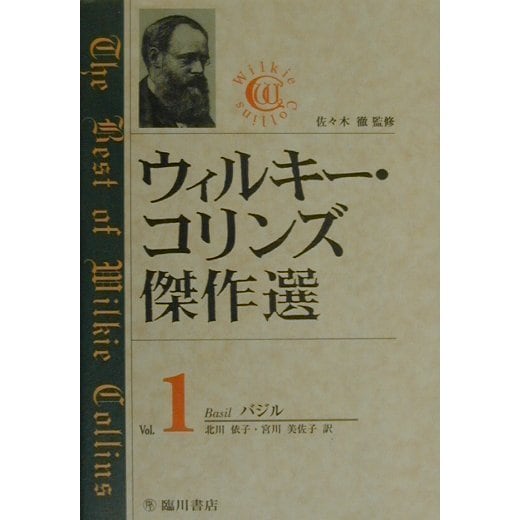 The Best of Wilkie Collins
Wilkie Collins
佐々木 徹 監修
ウィルキー・
コリンズ
傑作選
Vol. 1 Basil バジル
北川 依子・宮川 美佐子 訳
臨川書店